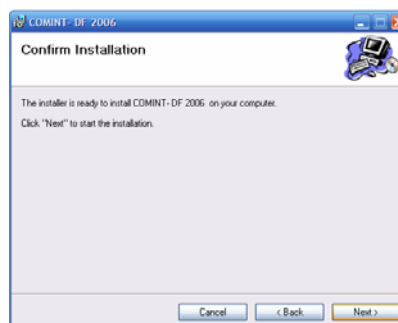 COMINT- DF 2006
Confirm Installation
The installer is ready to install COMINT- DF 2006 on your computer.
Click "Next" to start the installation.
Cancel
< Back
Next >